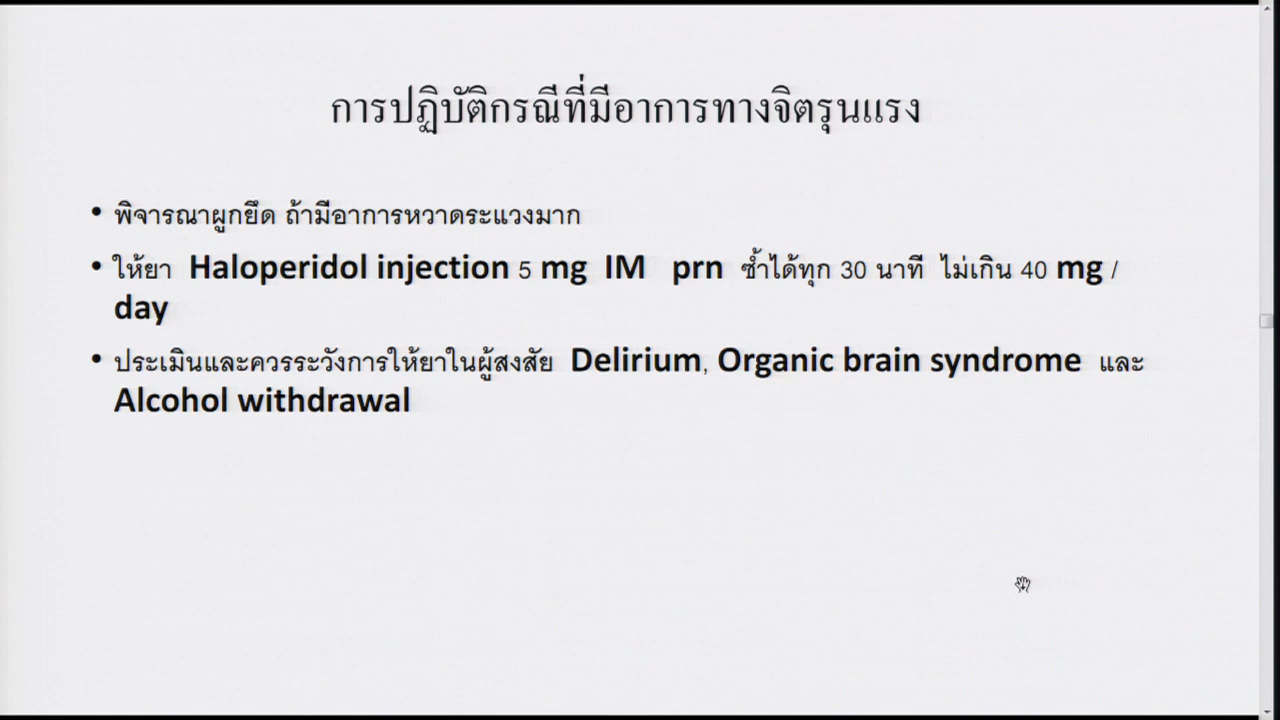 การปฏิบัติกรณีที่มีอาการทางจิตรุนแรง
• พิจารณาผูกยึด ถ้ามีอาการหวาดระแวงมาก
• ให้ยา Haloperidol injection 5 mg IM prn ซ้ำได้ทุก 30 นาที ไม่เกิน 40 mg /
day
• ประเมินและควรระวังการให้ยาในผู้สงสัย Delirium, Organic brain syndrome และ
Alcohol withdrawal